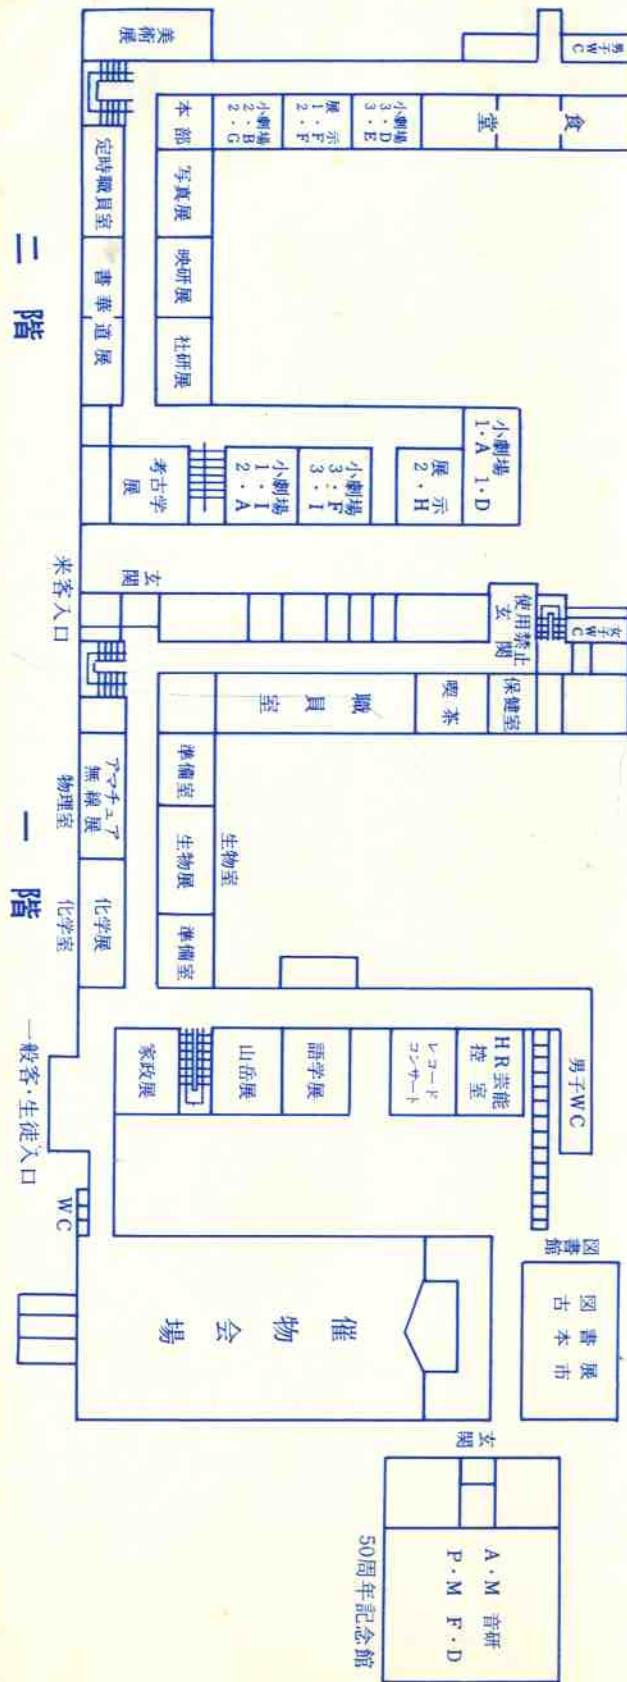 二階
美術展
男子WC
本部
小劇場 2・B 2・G
展示 1・F 2・F
小劇場 3・D 3・E
食堂
定時職員室
書華道展
写真展
映研展
社研展
考古学展
小劇場 1・I 2・A
小劇場 3・F 3・I
展示 2・H
小劇場 1・A 1・D
一階
来客入口
玄関
使用禁止
玄関
女子WC
職員室
喫茶
保健室
アマチュア無線展
物理室
化学展
化学室
準備室
生物展
生物室
準備室
一般客・生徒入口
家政展
山岳展
語学展
レコードコンサート
HR芸能控室
男子WC
WC
催物会場
図書館
図書展
古本市
玄関
A・M 音研
P・M F・D
50周年記念館